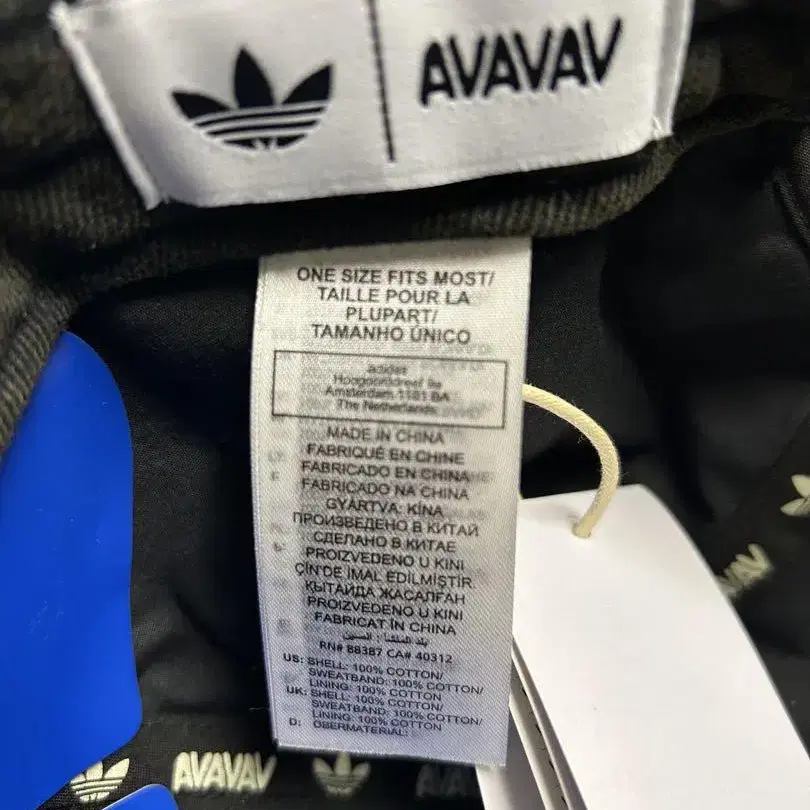 AVAVAV
ONE SIZE FITS MOST/
TAILLE POUR LA
PLUPART/
TAMANHO ÚNICO
adidas
Hoogoorddreef 9a
Amsterdam 1101 BA
The Netherlands
MADE IN CHINA
FABRIQUÉ EN CHINE
FABRICADO EN CHINA
FABRICADO NA CHINA
GYÁRTVA: KÍNA
ПРОИЗВЕДЕНО В КИТАЙ
СДЕЛАНО В КИТАЕ
PROIZVEDENO U KINI
ÇİN'DE İMAL EDİLMİŞTİR
ҚЫТАЙДА ЖАСАЛҒАН
PROIZVEDENO U KINI
FABRICAT ÎN CHINA
بلد المنشأ : الصين
RN# 88387 CA# 40312
US: SHELL: 100% COTTON/
SWEATBAND: 100% COTTON/
LINING: 100% COTTON
UK: SHELL: 100% COTTON/
SWEATBAND: 100% COTTON/
LINING: 100% COTTON
D: OBERMATERIAL:
AVAVAV
AVAVAV